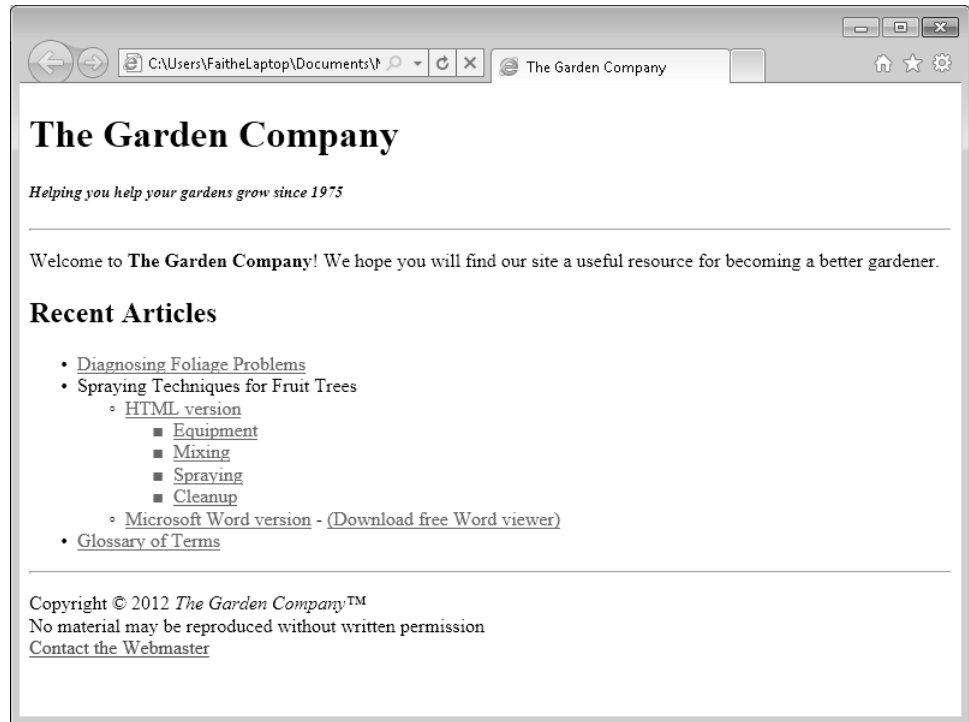 C:\Users\FaitheLaptop\Documents\
The Garden Company
The Garden Company
Helping you help your gardens grow since 1975
Welcome to The Garden Company! We hope you will find our site a useful resource for becoming a better gardener.
Recent Articles
• Diagnosing Foliage Problems
• Spraying Techniques for Fruit Trees
◦ HTML version
■ Equipment
■ Mixing
■ Spraying
■ Cleanup
◦ Microsoft Word version - (Download free Word viewer)
• Glossary of Terms
Copyright © 2012 The Garden Company™
No material may be reproduced without written permission
Contact the Webmaster